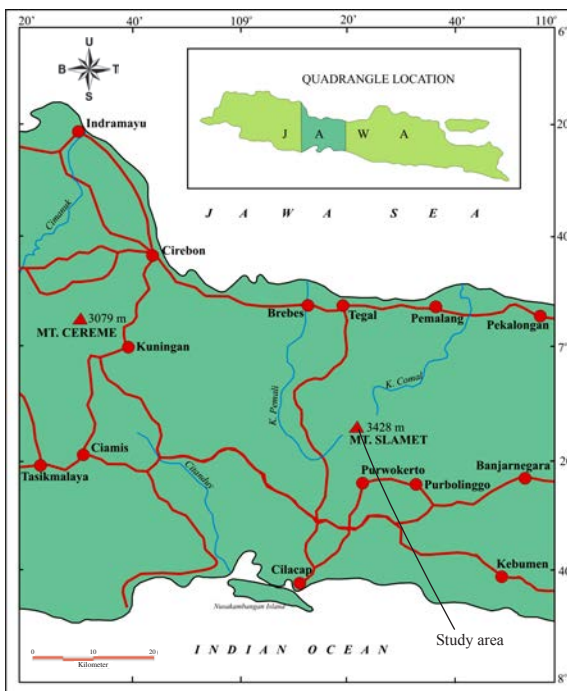 20' 40' 109° 20' 40' 110°
6°
U
B T
S
QUADRANGLE LOCATION
J A W A
Indramayu
20'
Cimanuk
J A W A S E A
40'
Cirebon
3079 m
MT. CEREME
Brebes Tegal Pemalang
Pekalongan
Kuningan
7°
K. Pemali
K. Comal
3428 m
MT. SLAMET
Ciamis
Tasikmalaya
Citanduy
20'
Purwokerto Banjarnegara
Purbolinggo
Cilacap
Kebumen
40'
Nusakambangan Island
Study area
I N D I A N O C E A N
0 10 20
Kilometer
8°